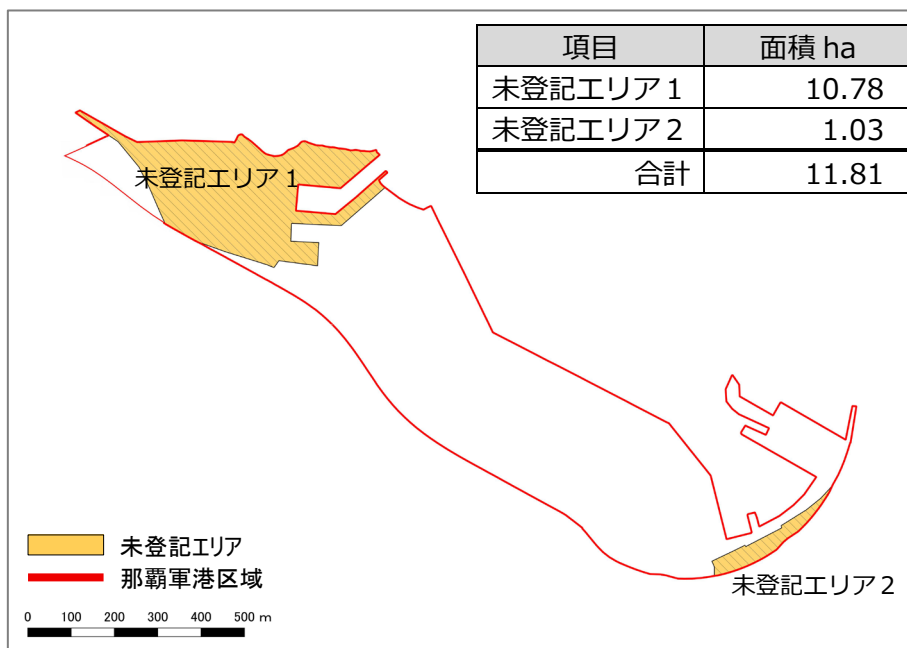 項目 面積 ha
未登記エリア1 10.78
未登記エリア2 1.03
合計 11.81
未登記エリア1
未登記エリア2
未登記エリア
那覇軍港区域
0 100 200 300 400 500 m